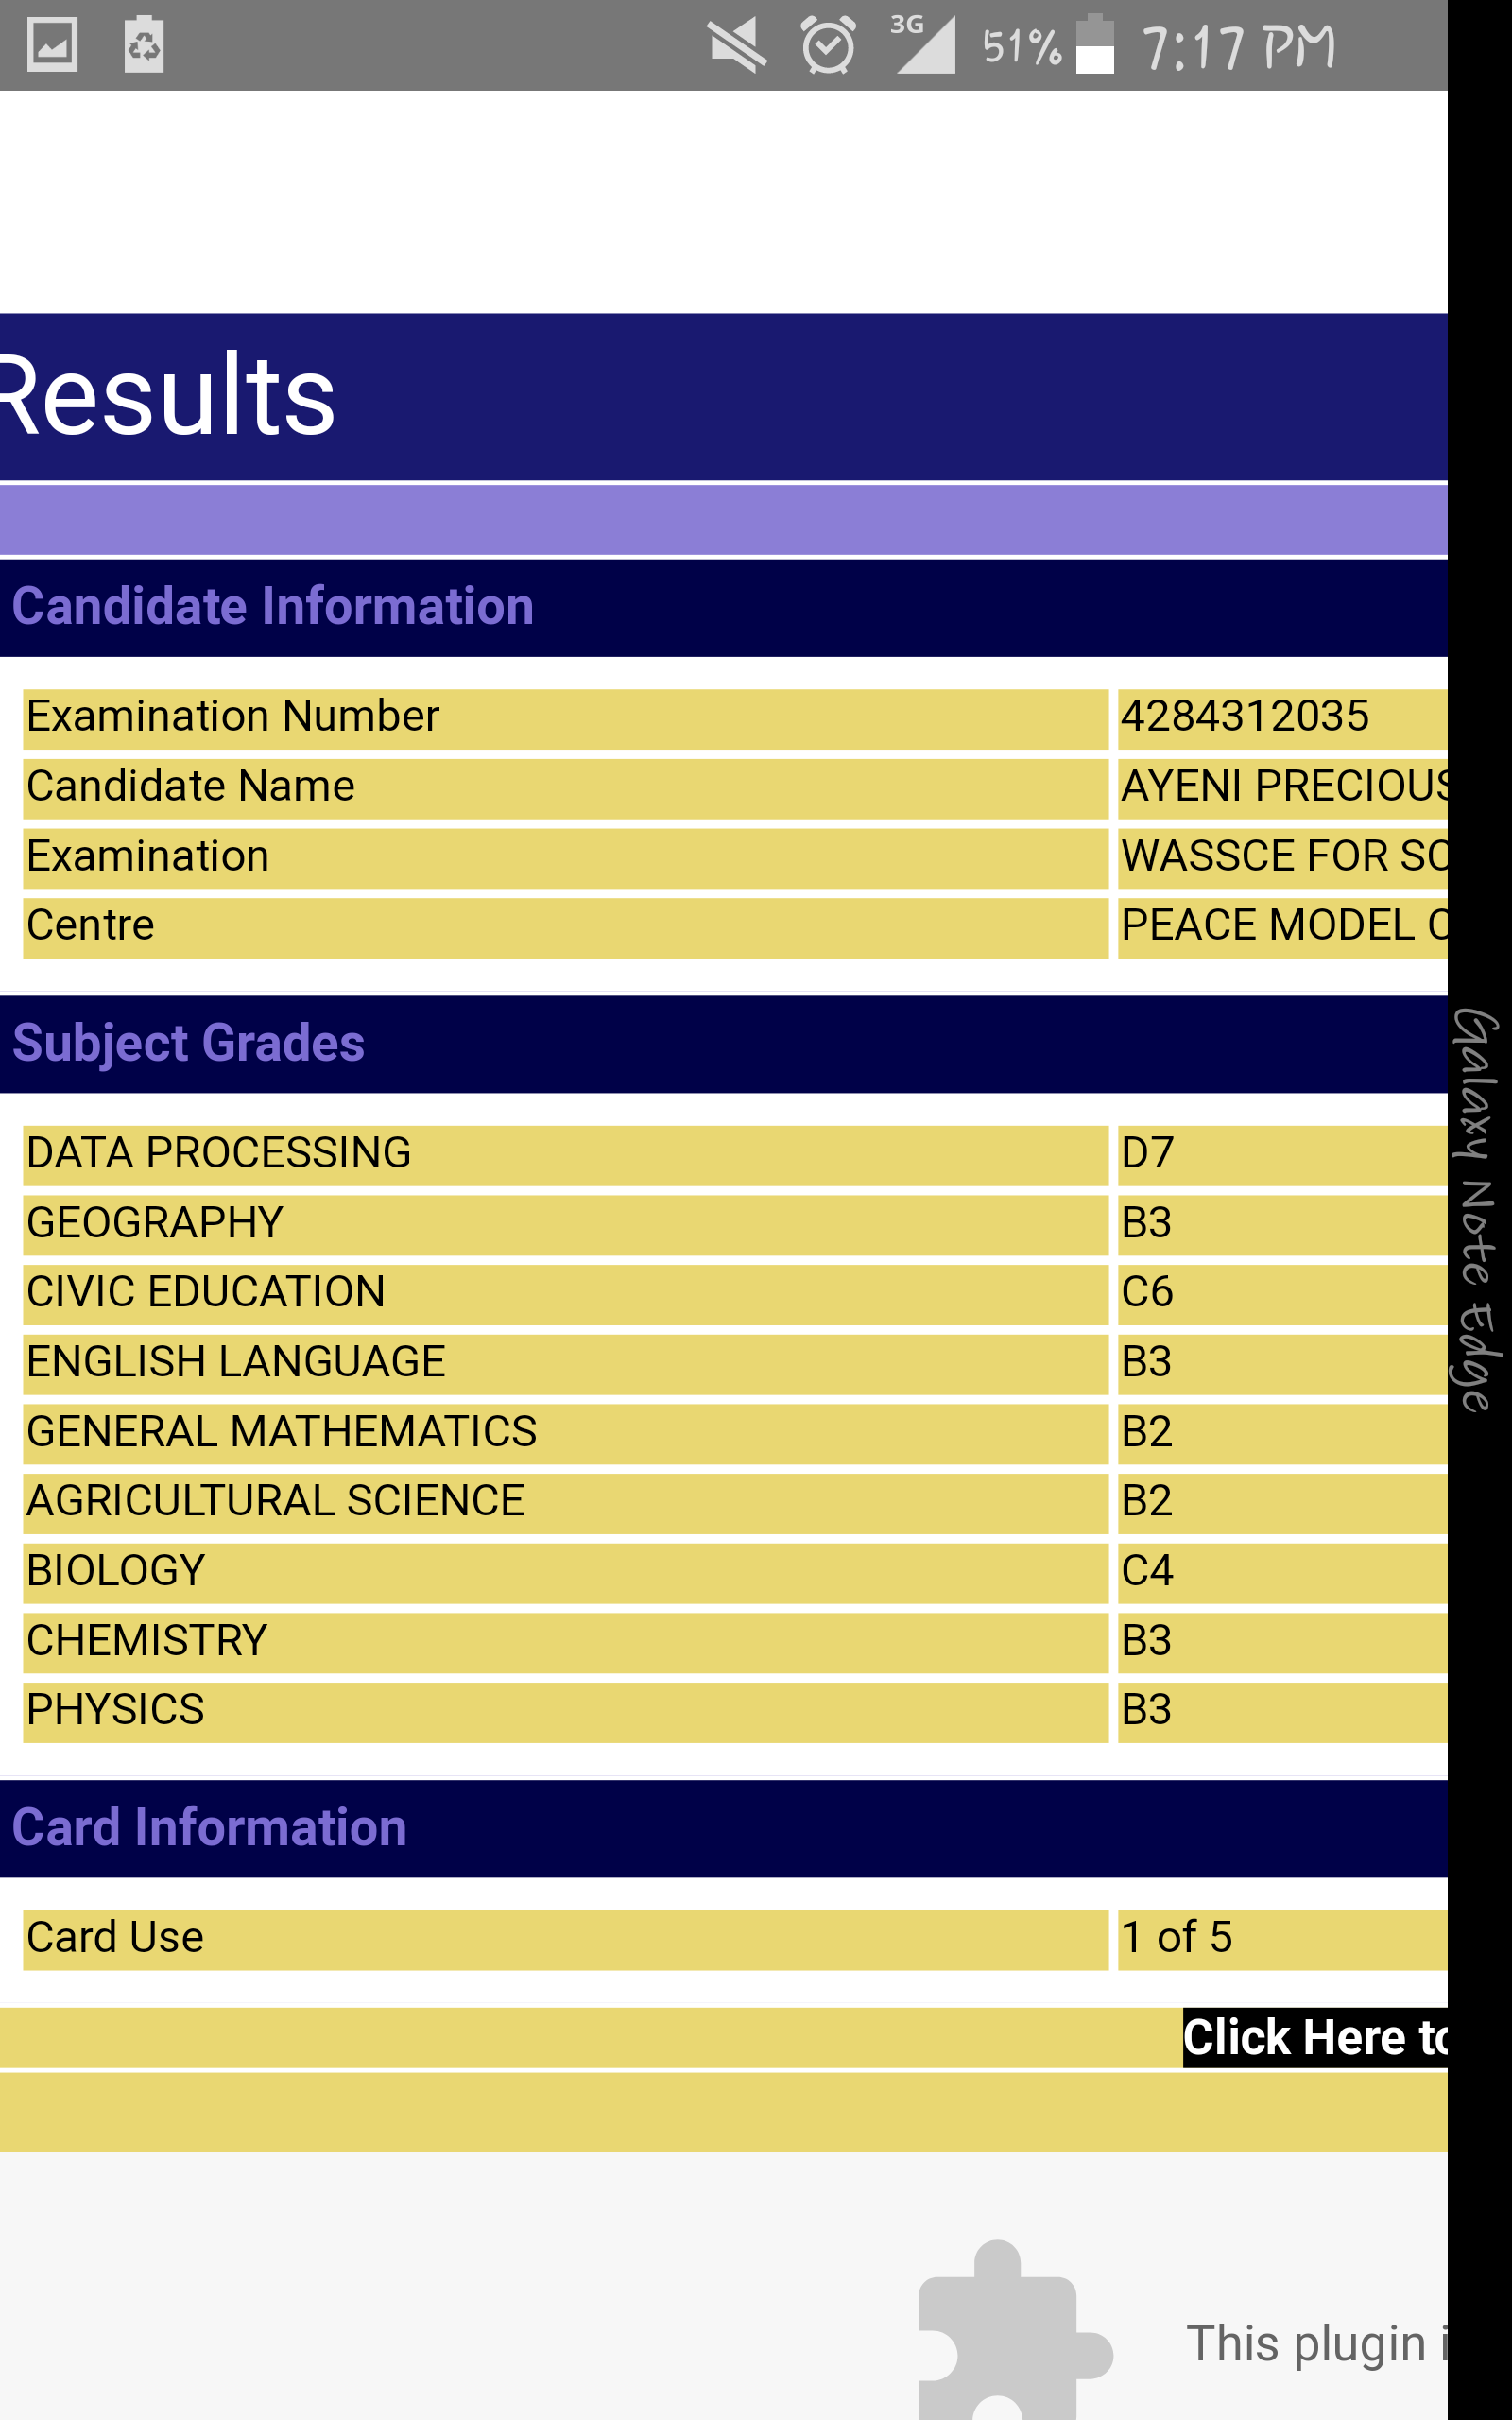 3G 51% 7:17 PM
Results
Candidate Information
Examination Number 4284312035
Candidate Name AYENI PRECIOUS
Examination WASSCE FOR SC
Centre PEACE MODEL C
Subject Grades
DATA PROCESSING D7
GEOGRAPHY B3
CIVIC EDUCATION C6
ENGLISH LANGUAGE B3
GENERAL MATHEMATICS B2
AGRICULTURAL SCIENCE B2
BIOLOGY C4
CHEMISTRY B3
PHYSICS B3
Card Information
Card Use 1 of 5
Click Here to
This plugin i
Galaxy Note Edge